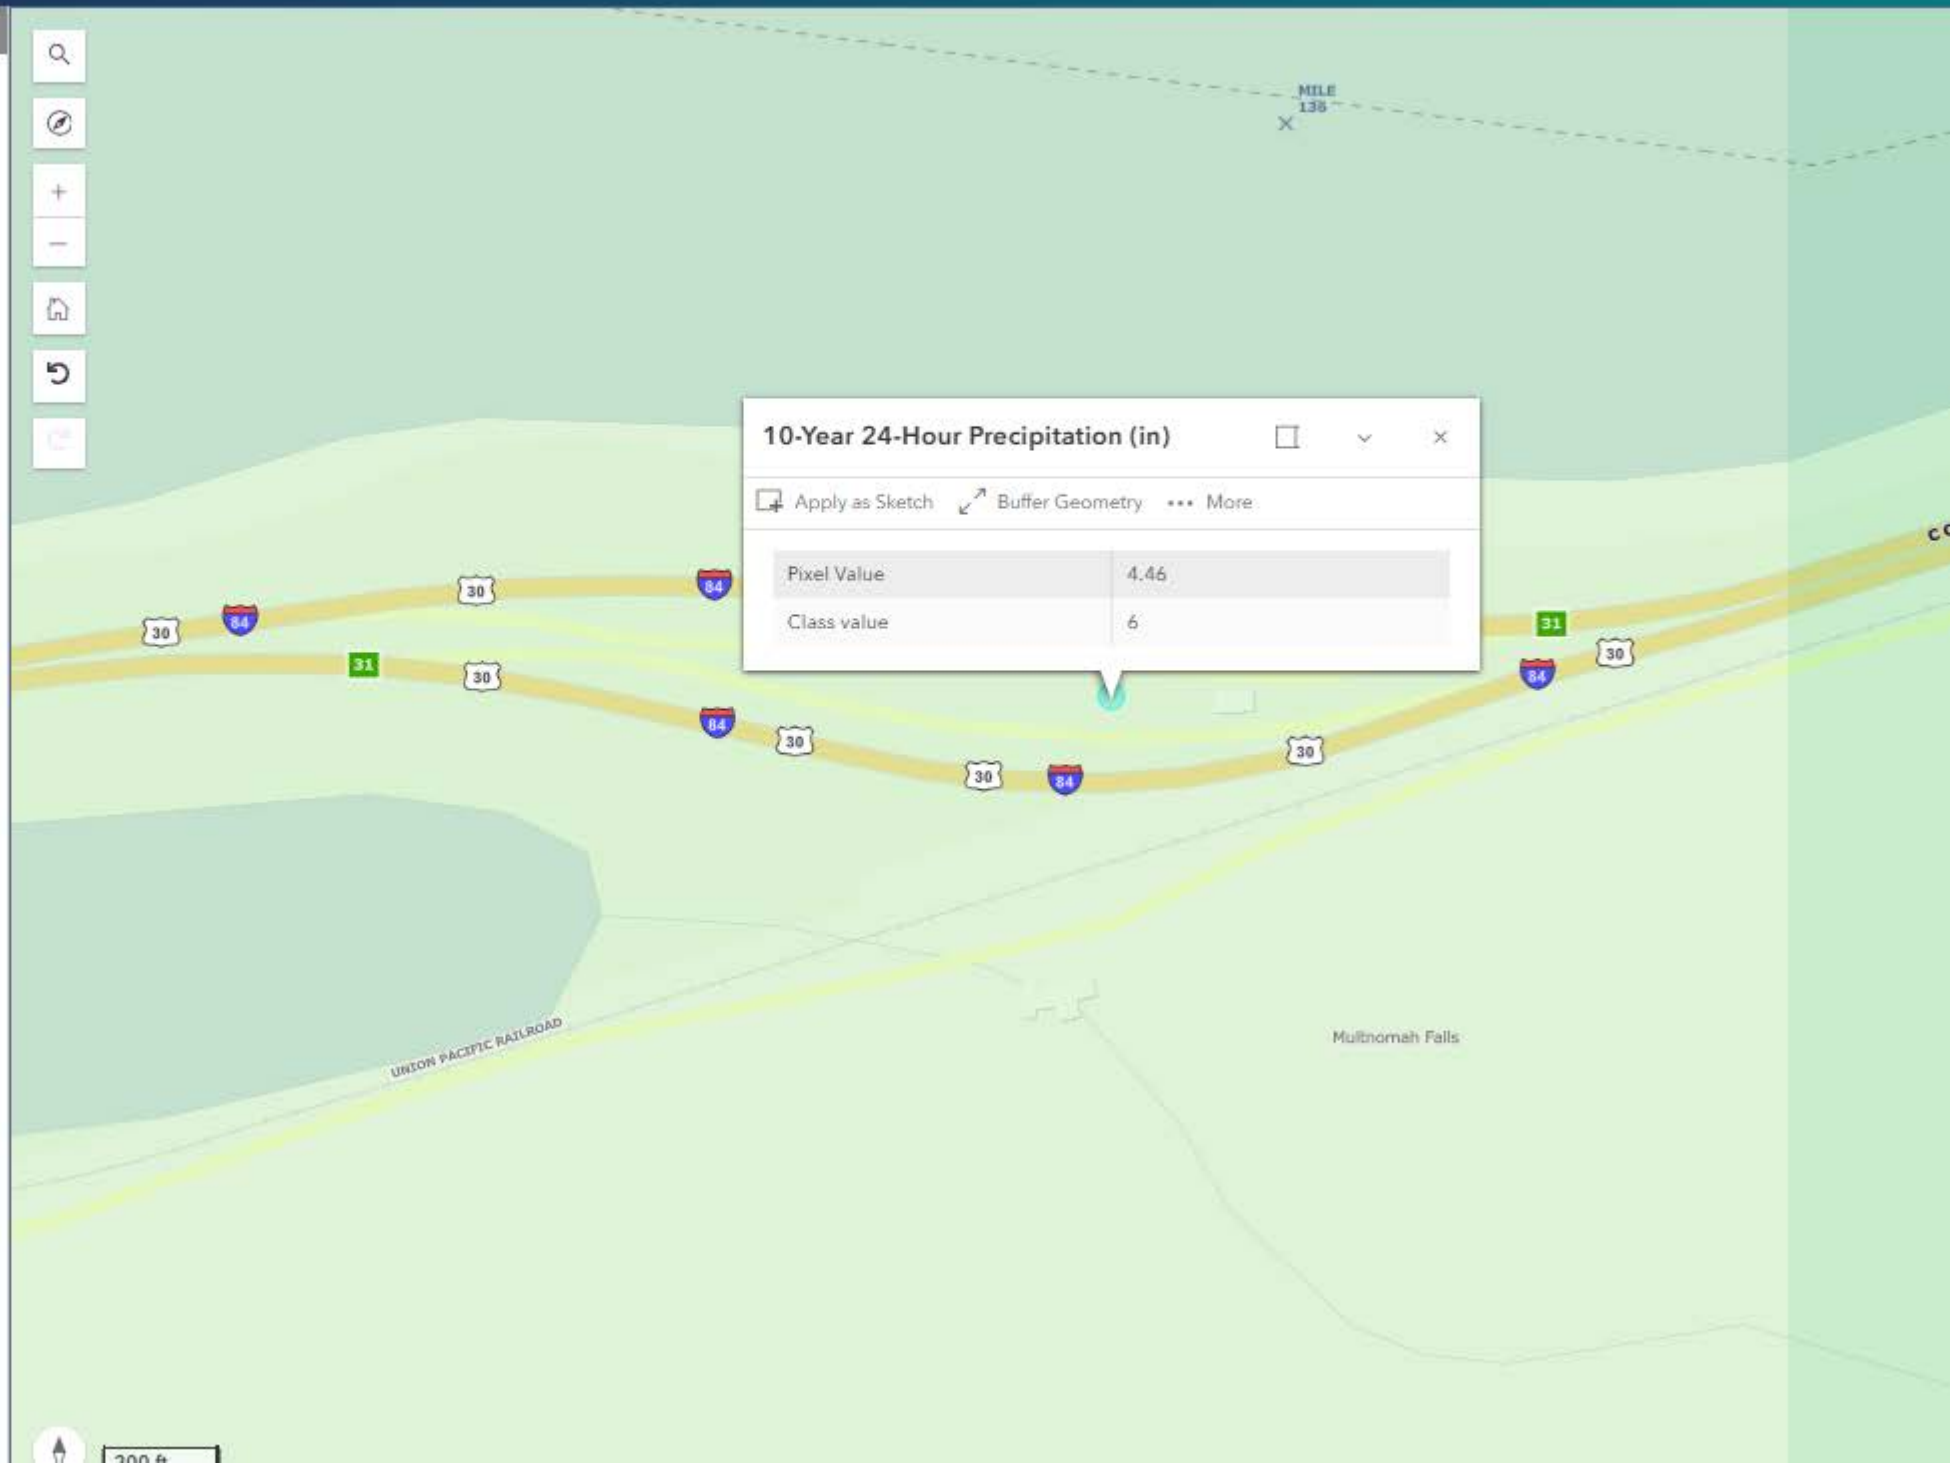 MILE
138
10-Year 24-Hour Precipitation (in)
Apply as Sketch Buffer Geometry ••• More
Pixel Value 4.46
Class value 6
30
84
84
30
31
30
84
30
30
84
30
31
84
30
UNION PACIFIC RAILROAD
Multnomah Falls
200 ft